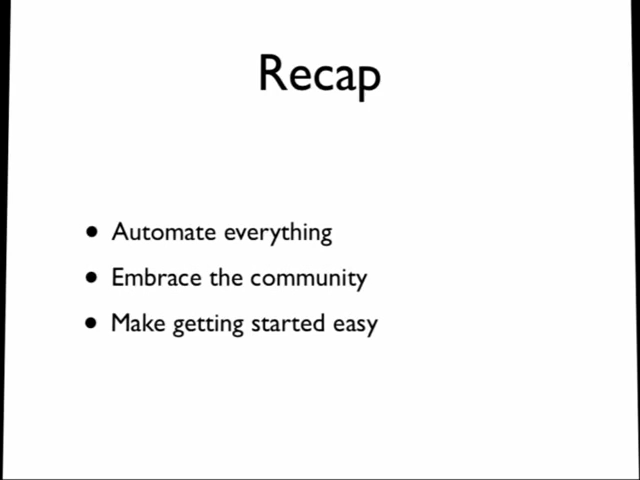 Recap
• Automate everything
• Embrace the community
• Make getting started easy